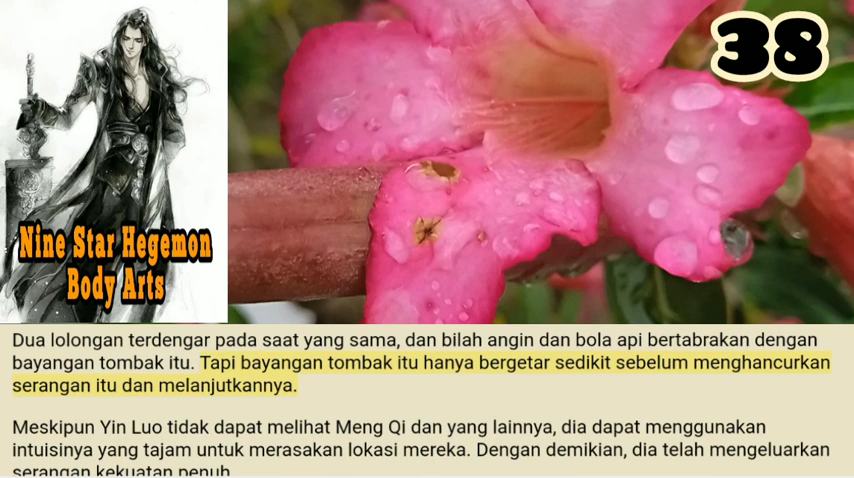 38
Nine Star Hegemon
Body Arts
Dua lolongan terdengar pada saat yang sama, dan bilah angin dan bola api bertabrakan dengan
bayangan tombak itu. Tapi bayangan tombak itu hanya bergetar sedikit sebelum menghancurkan
serangan itu dan melanjutkannya.
Meskipun Yin Luo tidak dapat melihat Meng Qi dan yang lainnya, dia dapat menggunakan
intuisinya yang tajam untuk merasakan lokasi mereka. Dengan demikian, dia telah mengeluarkan
serangan kekuatan penuh